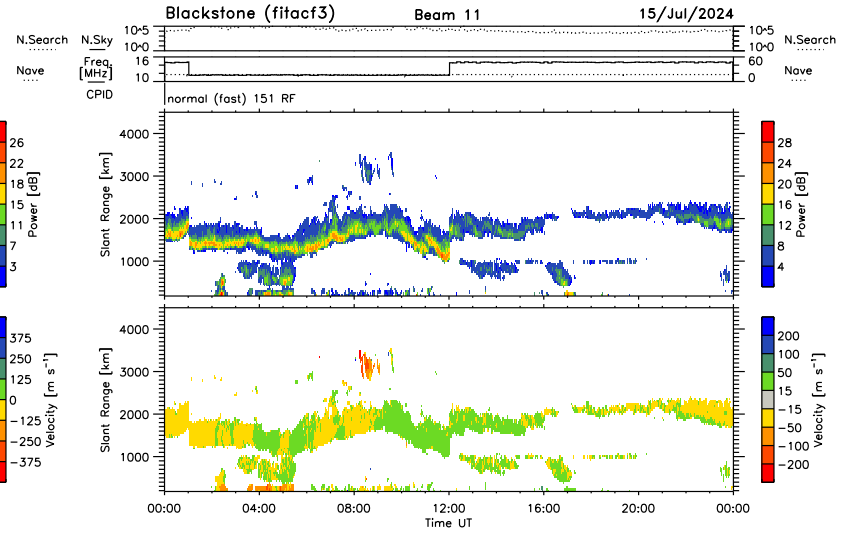 Blackstone (fitacf3) Beam 11 15/Jul/2024
N.Search N.Sky 10^5 10^0 10^5 10^0 N.Search
Nave Freq. [MHz] 16 10 60 0 Nave
CPID normal (fast) 151 RF
26 22 18 15 11 7 3 Power [dB]
Slant Range [km] 4000 3000 2000 1000
28 24 20 16 12 8 4 Power [dB]
375 250 125 0 −125 −250 −375 Velocity [m s⁻¹]
Slant Range [km] 4000 3000 2000 1000
200 100 50 15 −15 −50 −100 −200 Velocity [m s⁻¹]
00:00 04:00 08:00 12:00 16:00 20:00 00:00
Time UT